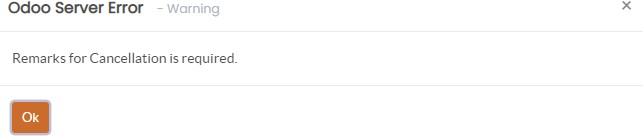 Odoo Server Error - Warning
×
Remarks for Cancellation is required.
Ok